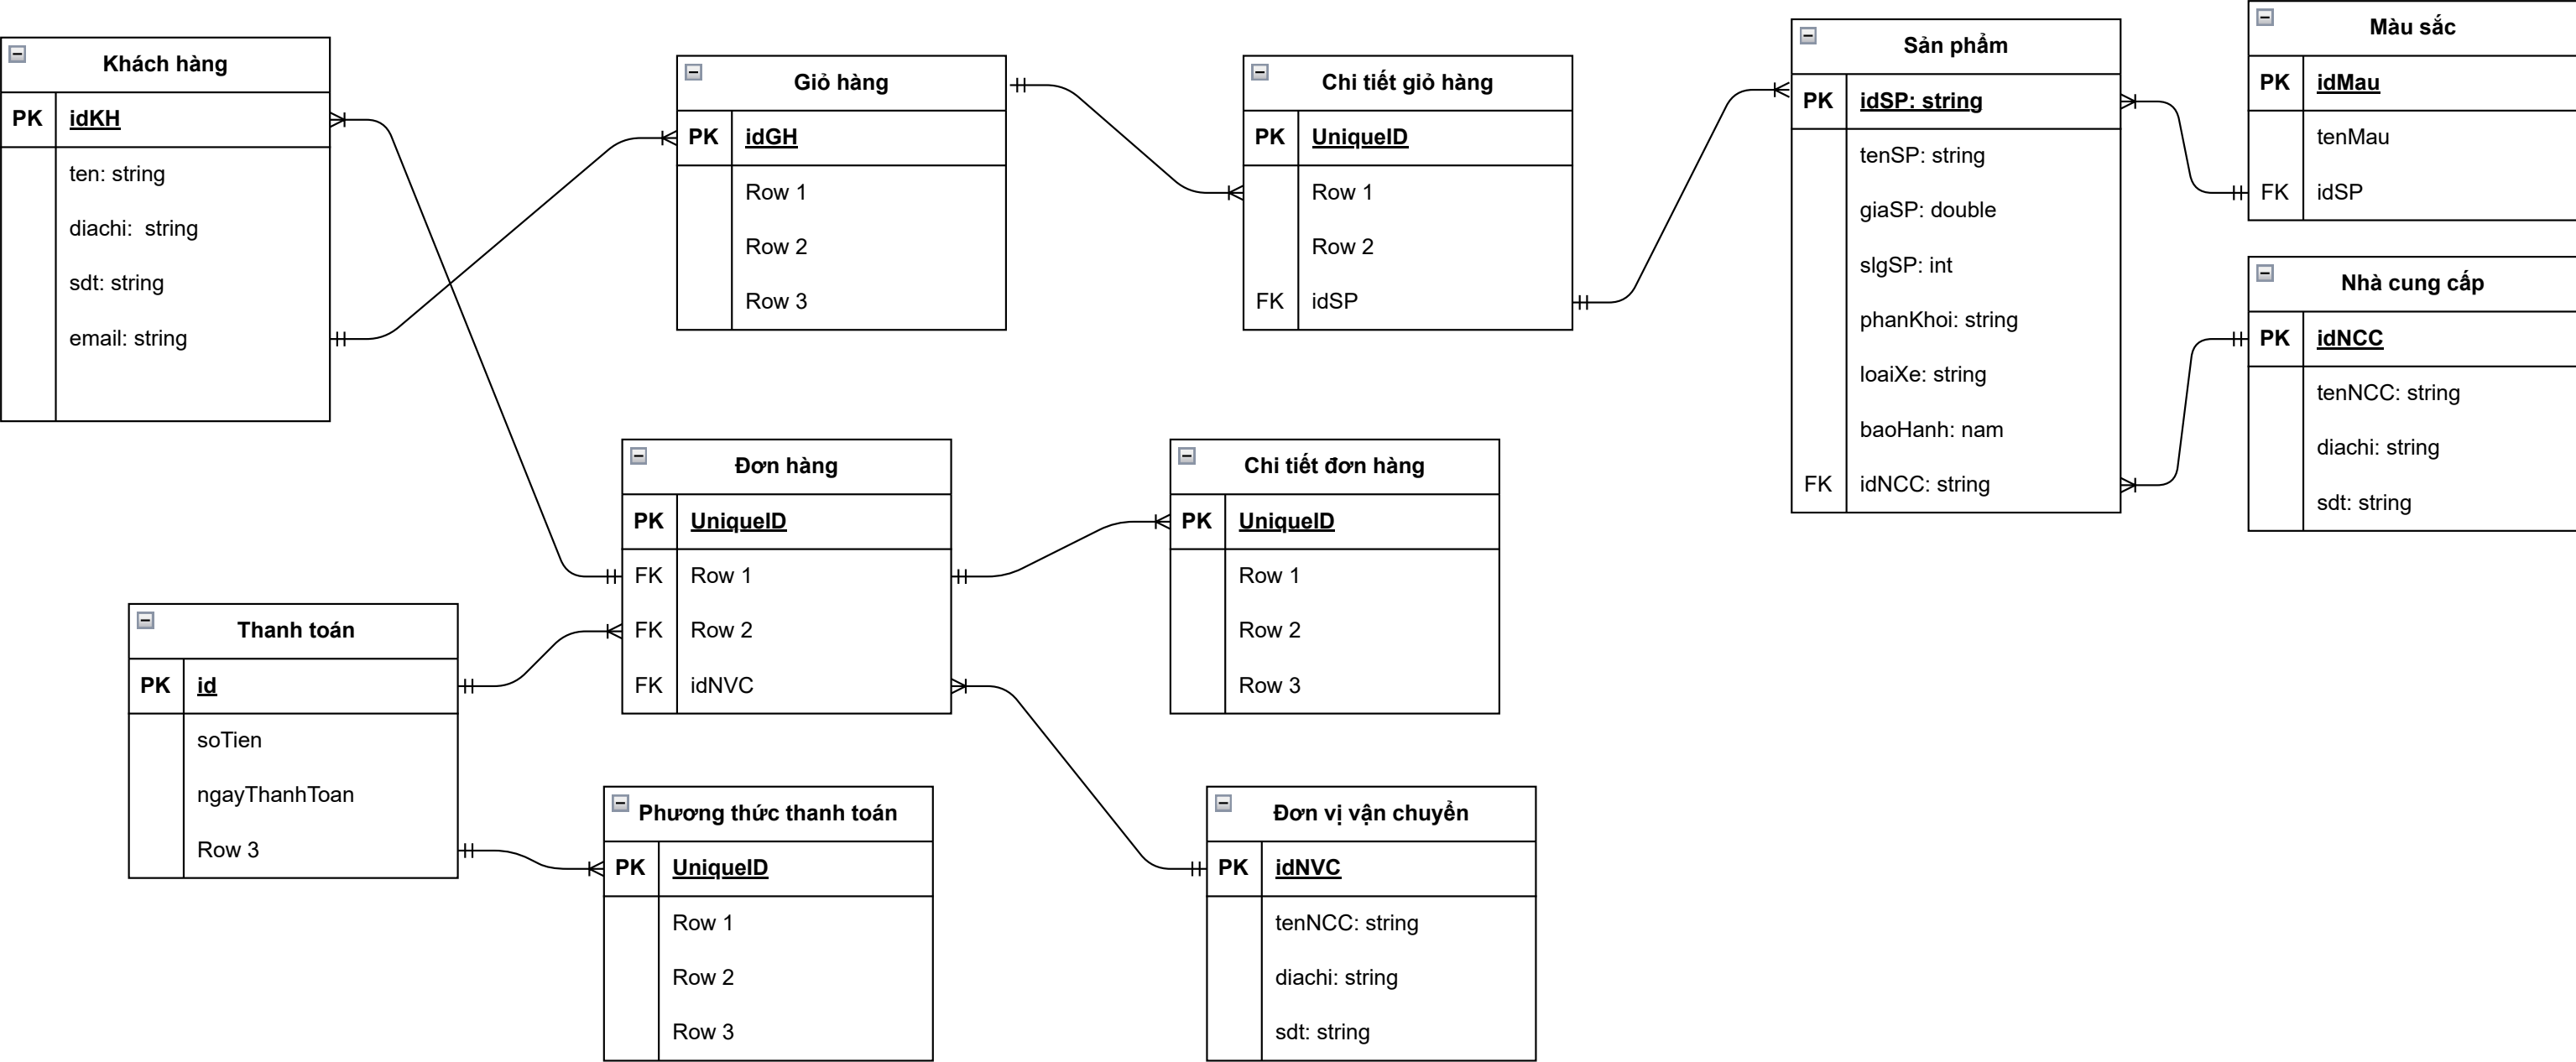 Khách hàng
PK idKH
ten: string
diachi:  string
sdt: string
email: string
Giỏ hàng
PK idGH
Row 1
Row 2
Row 3
Chi tiết giỏ hàng
PK UniqueID
Row 1
Row 2
FK idSP
Sản phẩm
PK idSP: string
tenSP: string
giaSP: double
slgSP: int
phanKhoi: string
loaiXe: string
baoHanh: nam
FK idNCC: string
Màu sắc
PK idMau
tenMau
FK idSP
Nhà cung cấp
PK idNCC
tenNCC: string
diachi: string
sdt: string
Đơn hàng
PK UniqueID
FK Row 1
FK Row 2
FK idNVC
Chi tiết đơn hàng
PK UniqueID
Row 1
Row 2
Row 3
Thanh toán
PK id
soTien
ngayThanhToan
Row 3
Phương thức thanh toán
PK UniqueID
Row 1
Row 2
Row 3
Đơn vị vận chuyển
PK idNVC
tenNCC: string
diachi: string
sdt: string